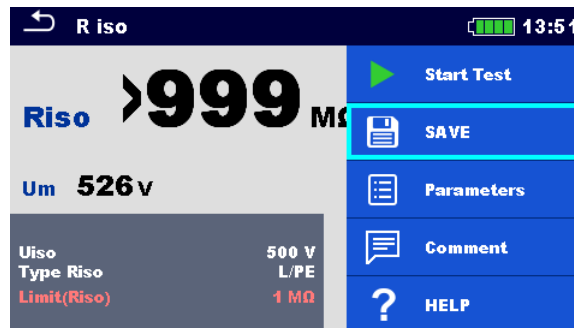 R iso
13:51
Riso >999 MΩ
Um 526 V
Uiso 500 V
Type Riso L/PE
Limit(Riso) 1 MΩ
Start Test
SAVE
Parameters
Comment
? HELP